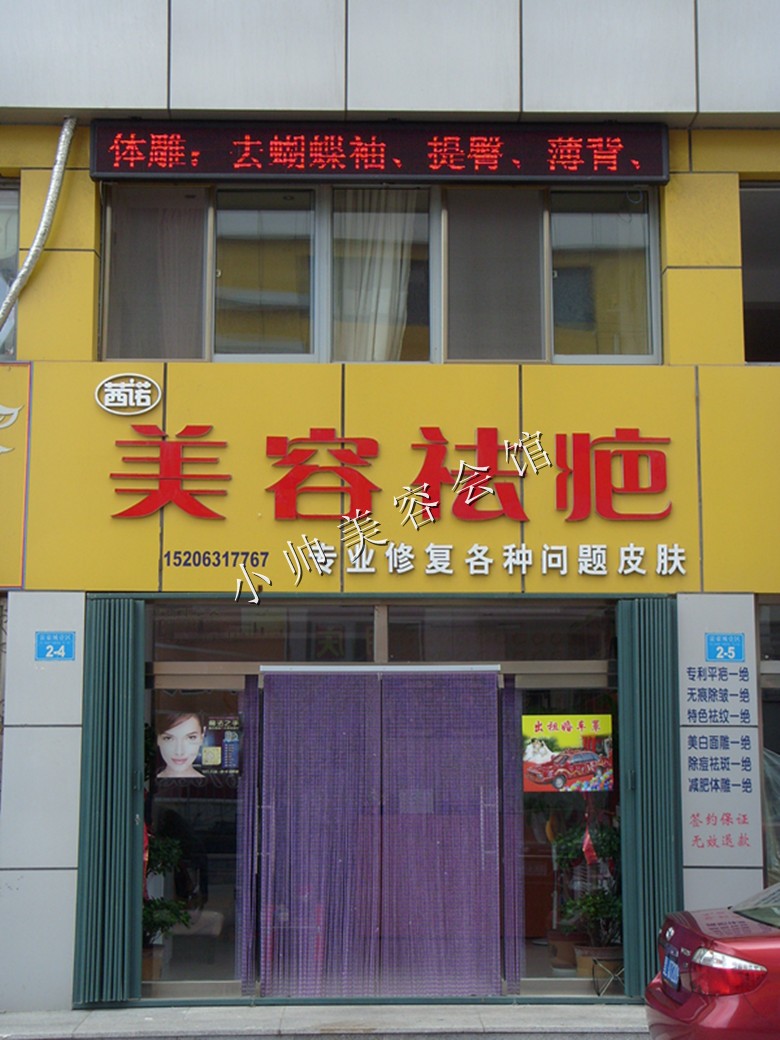 体雕：去蝴蝶袖、提臀、薄背、
茜诺
美容祛疤
15206317767
专业修复各种问题皮肤
小帅美容会馆
2-4
2-5
专利平疤一绝
无痕除皱一绝
特色祛纹一绝
美白面雕一绝
除痘祛斑一绝
减肥体雕一绝
签约保证
无效退款
出租婚车篷